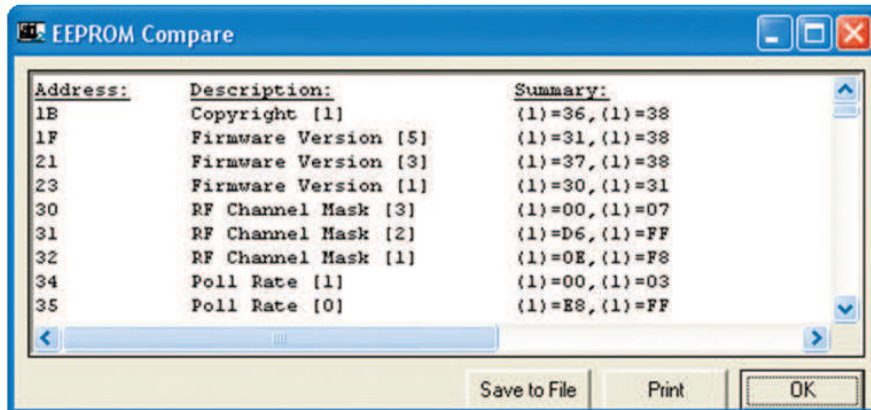 EEPROM Compare
Address: Description: Summary:
1B Copyright [1] (1)=36,(1)=38
1F Firmware Version [5] (1)=31,(1)=38
21 Firmware Version [3] (1)=37,(1)=38
23 Firmware Version [1] (1)=30,(1)=31
30 RF Channel Mask [3] (1)=00,(1)=07
31 RF Channel Mask [2] (1)=D6,(1)=FF
32 RF Channel Mask [1] (1)=0E,(1)=F8
34 Poll Rate [1] (1)=00,(1)=03
35 Poll Rate [0] (1)=E8,(1)=FF
Save to File Print OK